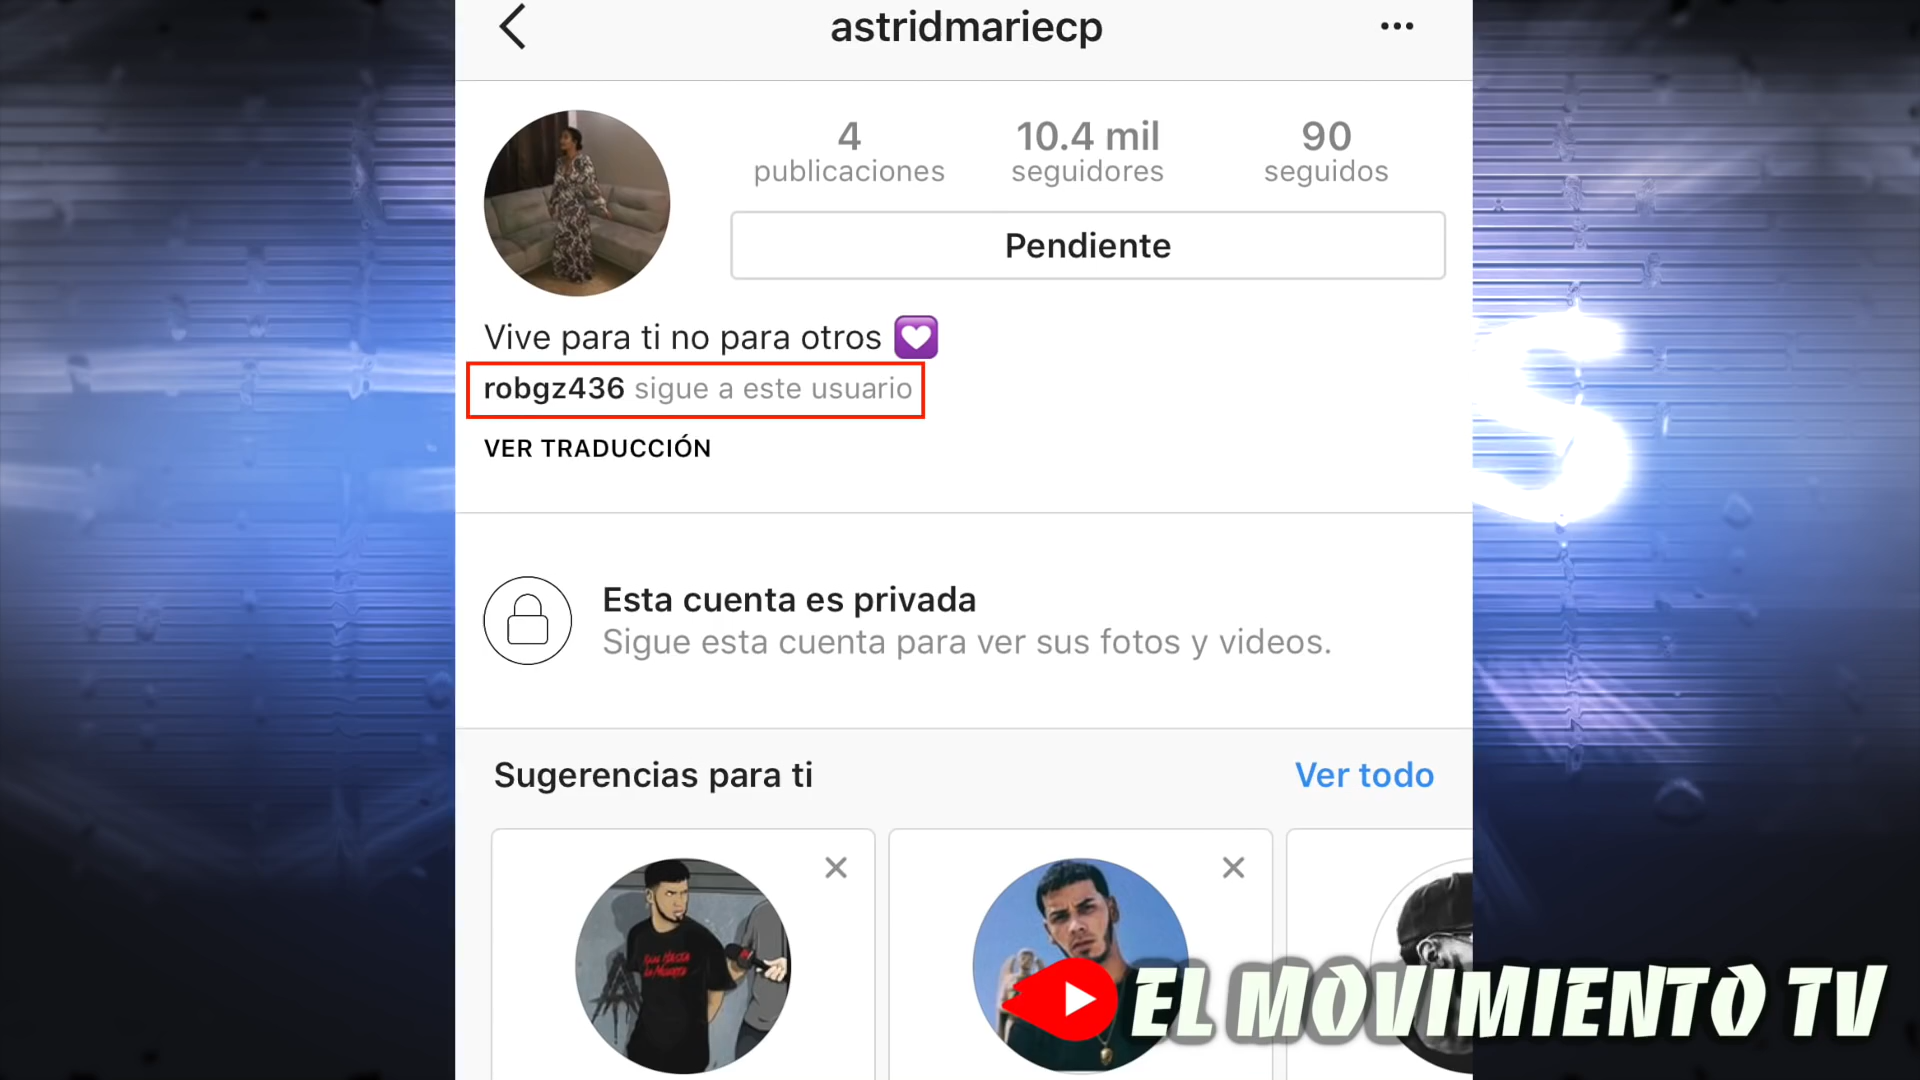 astridmariecp
4 10.4 mil 90
publicaciones seguidores seguidos
Pendiente
Vive para ti no para otros
robgz436 sigue a este usuario
VER TRADUCCIÓN
Esta cuenta es privada
Sigue esta cuenta para ver sus fotos y videos.
Sugerencias para ti Ver todo
EL MOVIMIENTO TV
S